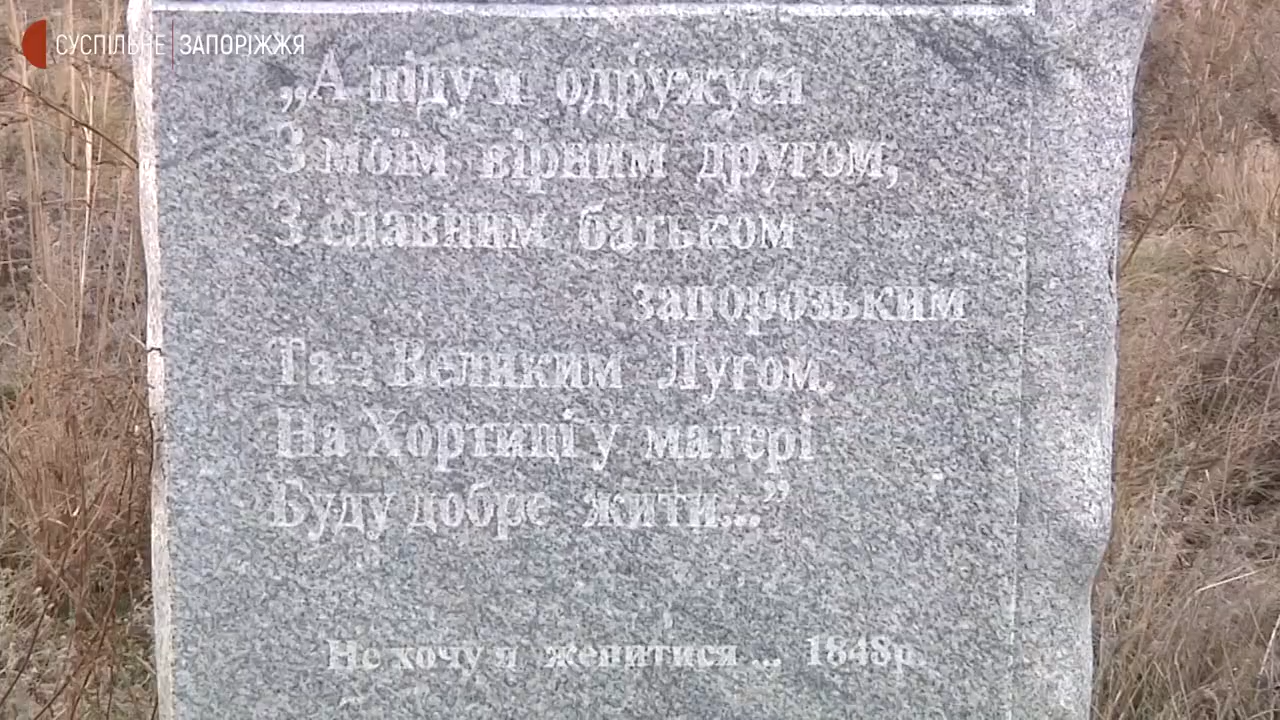 СУСПІЛЬНЕ ЗАПОРІЖЖЯ
„А піду я одружуся
З моїм вірним другом,
З славним батьком
запорозьким
Та з Великим Лугом.
На Хортиці у матері
Буду добре жити..."
Не хочу я женитися ... 1848р.